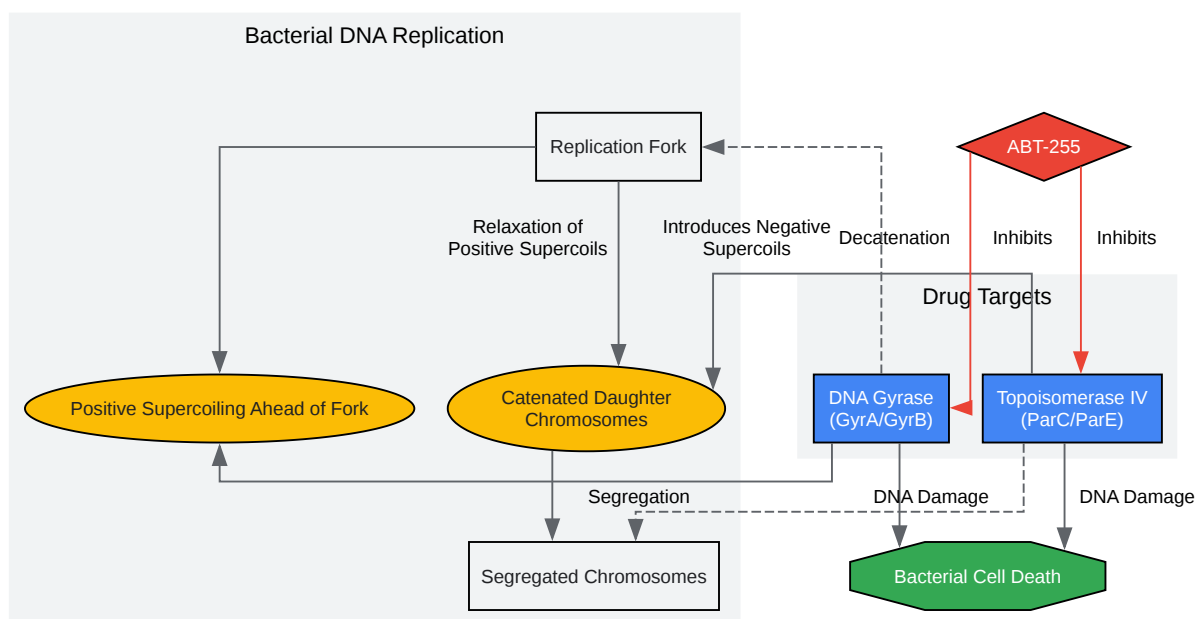 Bacterial DNA Replication
Replication Fork
ABT-255
Relaxation of
Positive Supercoils
Introduces Negative
Supercoils
Decatenation
Inhibits
Inhibits
Drug Targets
Positive Supercoiling Ahead of Fork
Catenated Daughter
Chromosomes
DNA Gyrase
(GyrA/GyrB)
Topoisomerase IV
(ParC/ParE)
Segregation
DNA Damage
DNA Damage
Segregated Chromosomes
Bacterial Cell Death